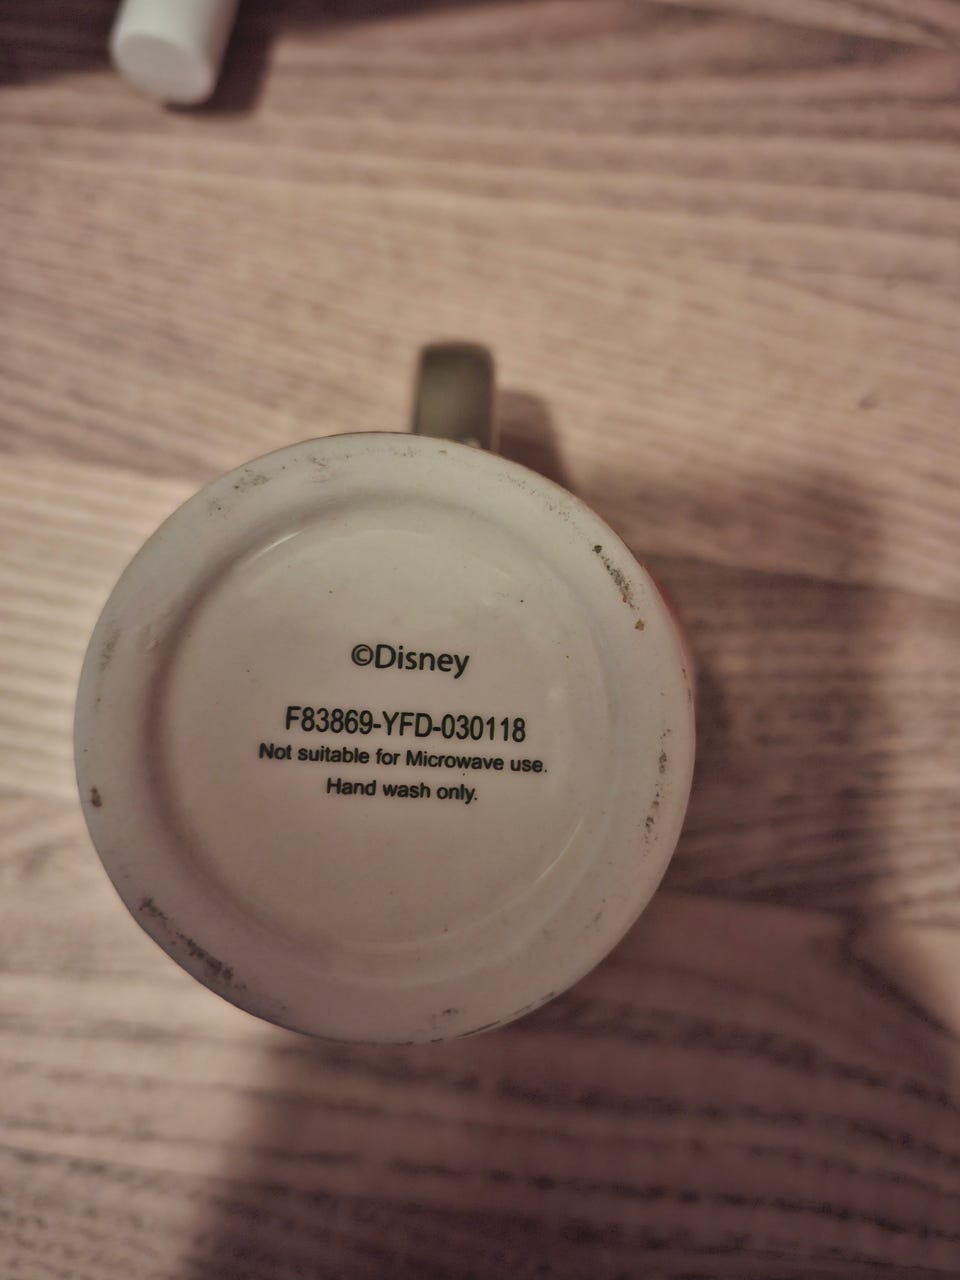 ©Disney
F83869-YFD-030118
Not suitable for Microwave use.
Hand wash only.